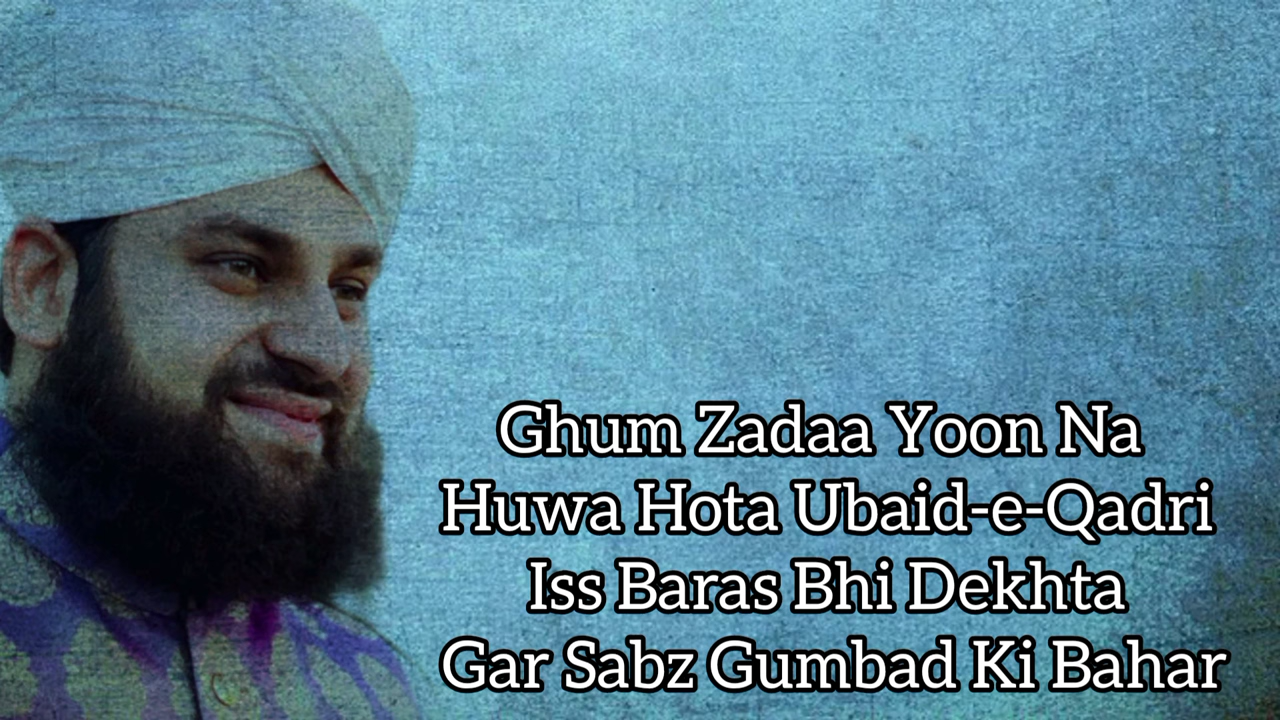 Ghum Zadaa Yoon Na
Huwa Hota Ubaid-e-Qadri
Iss Baras Bhi Dekhta
Gar Sabz Gumbad Ki Bahar